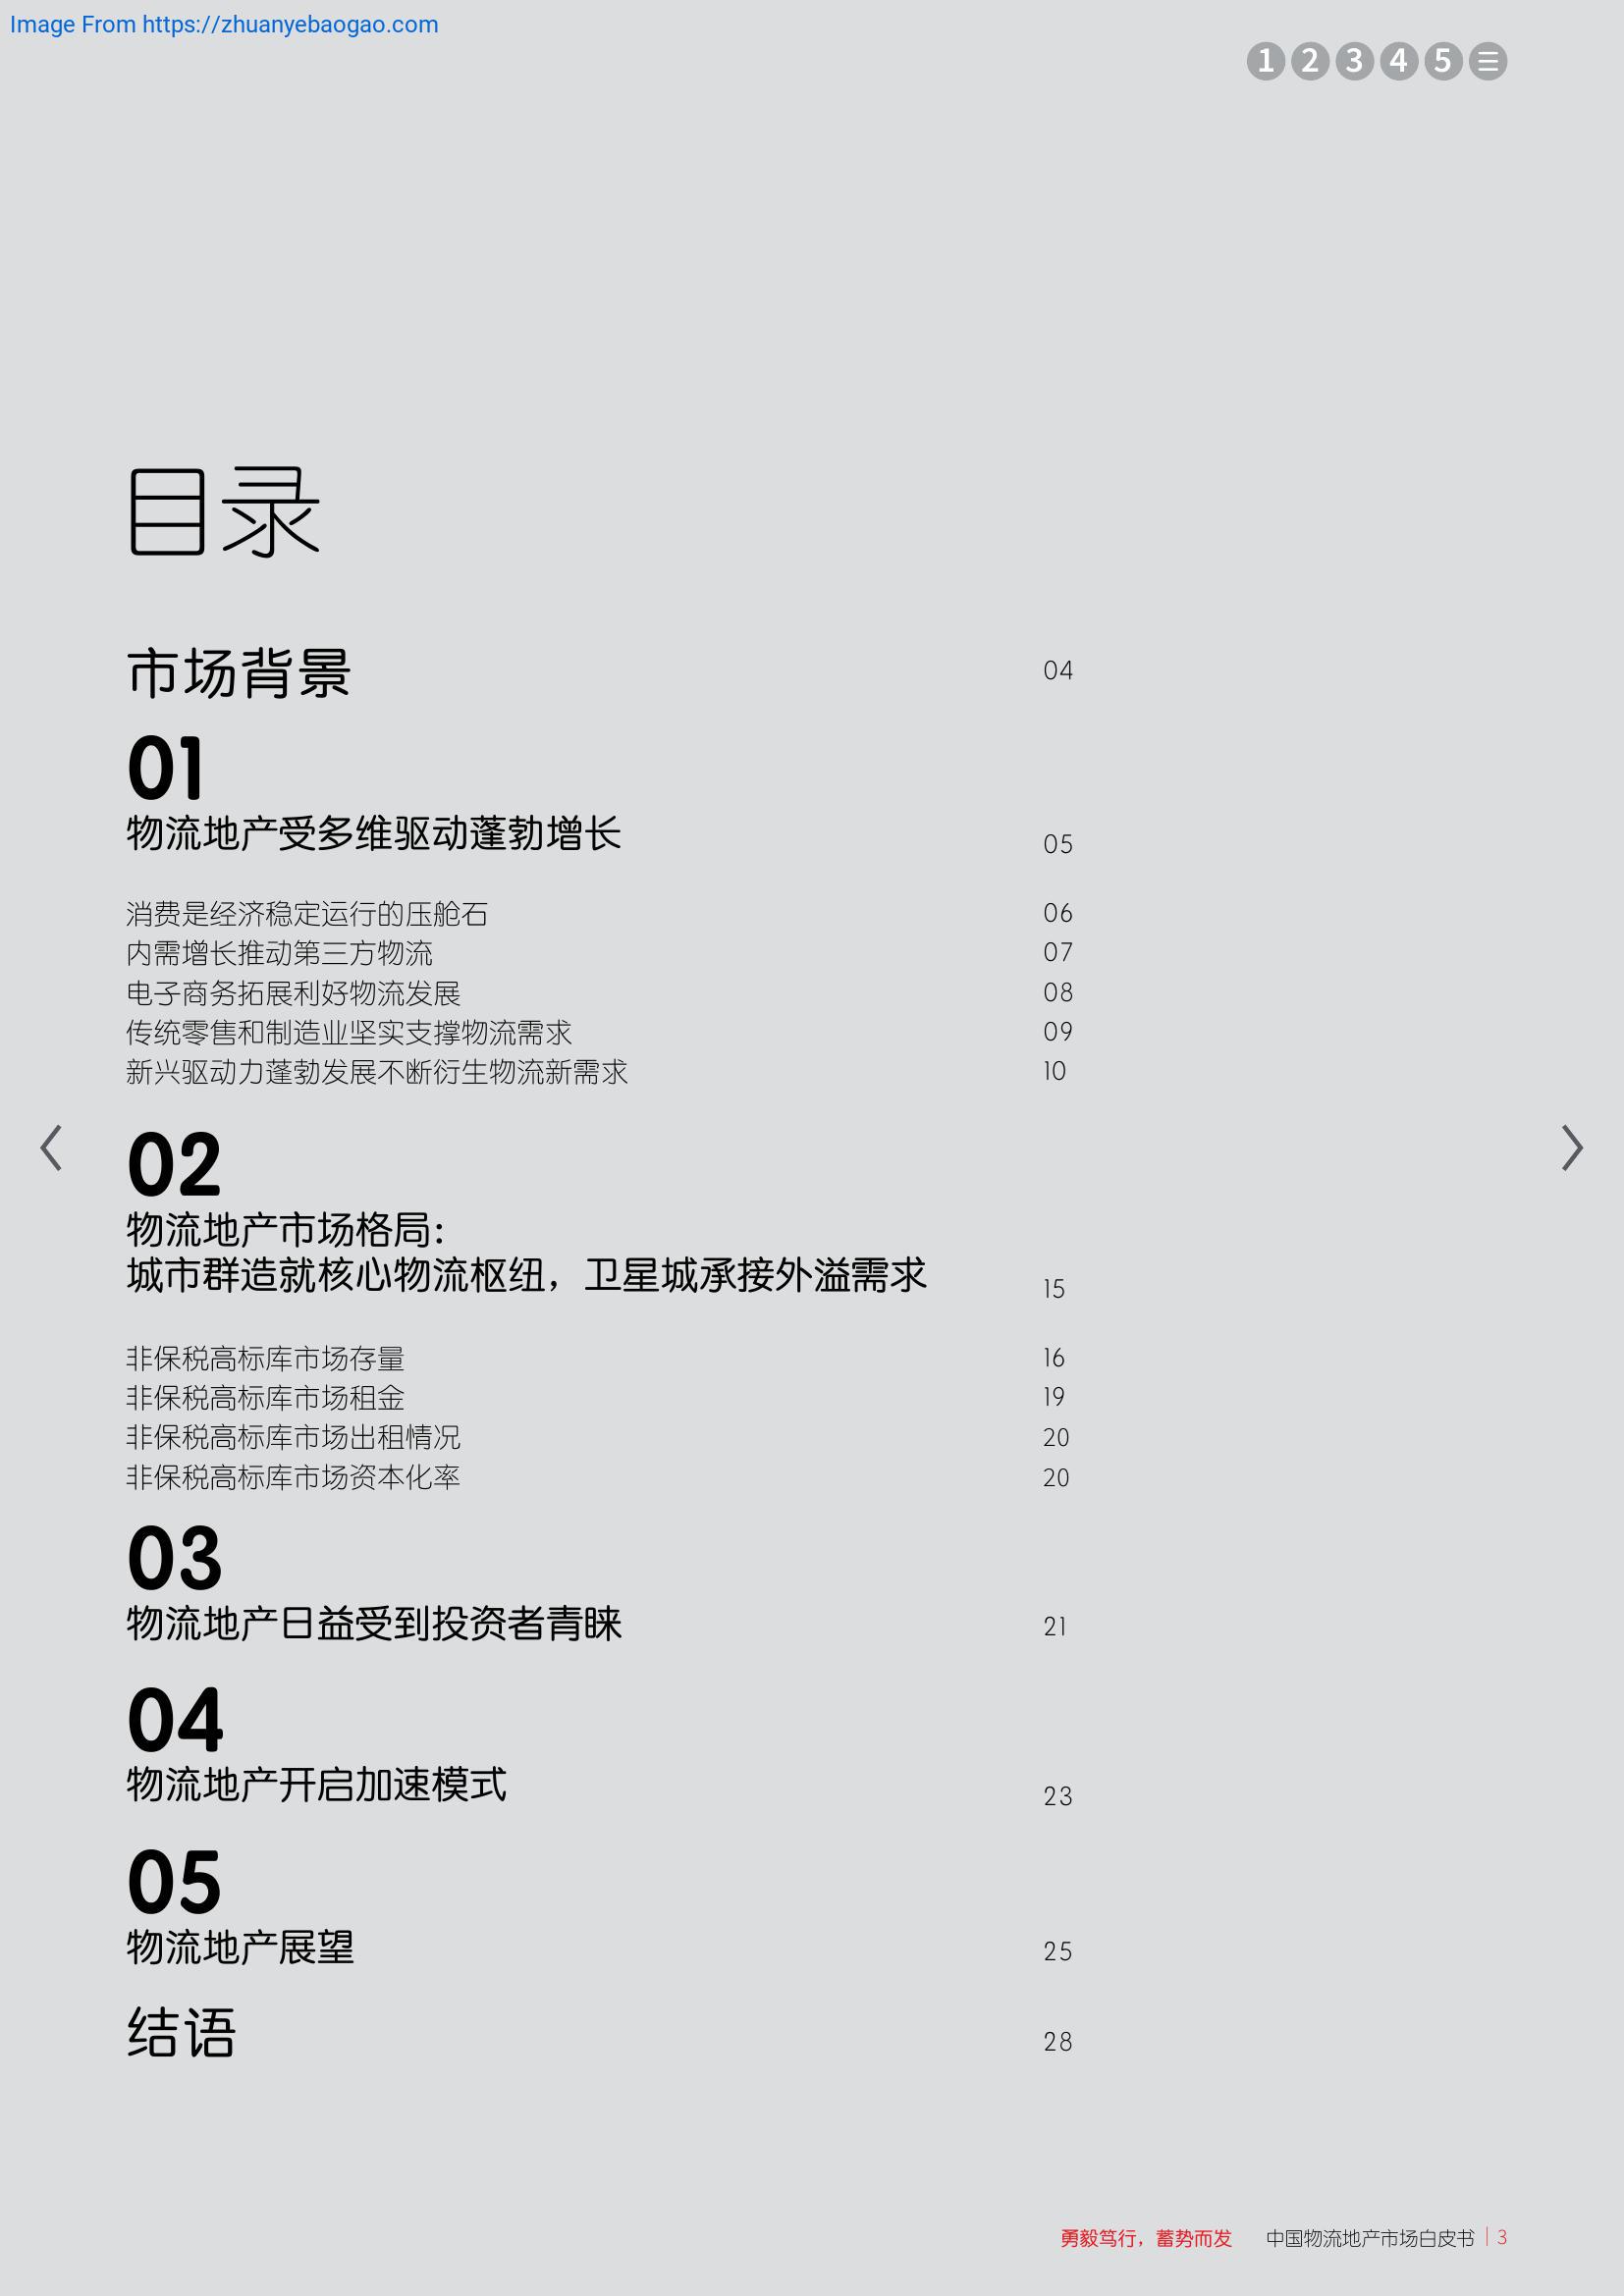 Image From https://zhuanyebaogao.com
1 2 3 4 5
目录
市场背景 04
01
物流地产受多维驱动蓬勃增长 05
消费是经济稳定运行的压舱石 06
内需增长推动第三方物流 07
电子商务拓展利好物流发展 08
传统零售和制造业坚实支撑物流需求 09
新兴驱动力蓬勃发展不断衍生物流新需求 10
02
物流地产市场格局：
城市群造就核心物流枢纽，卫星城承接外溢需求 15
非保税高标库市场存量 16
非保税高标库市场租金 19
非保税高标库市场出租情况 20
非保税高标库市场资本化率 20
03
物流地产日益受到投资者青睐 21
04
物流地产开启加速模式 23
05
物流地产展望 25
结语 28
勇毅笃行，蓄势而发 中国物流地产市场白皮书 | 3